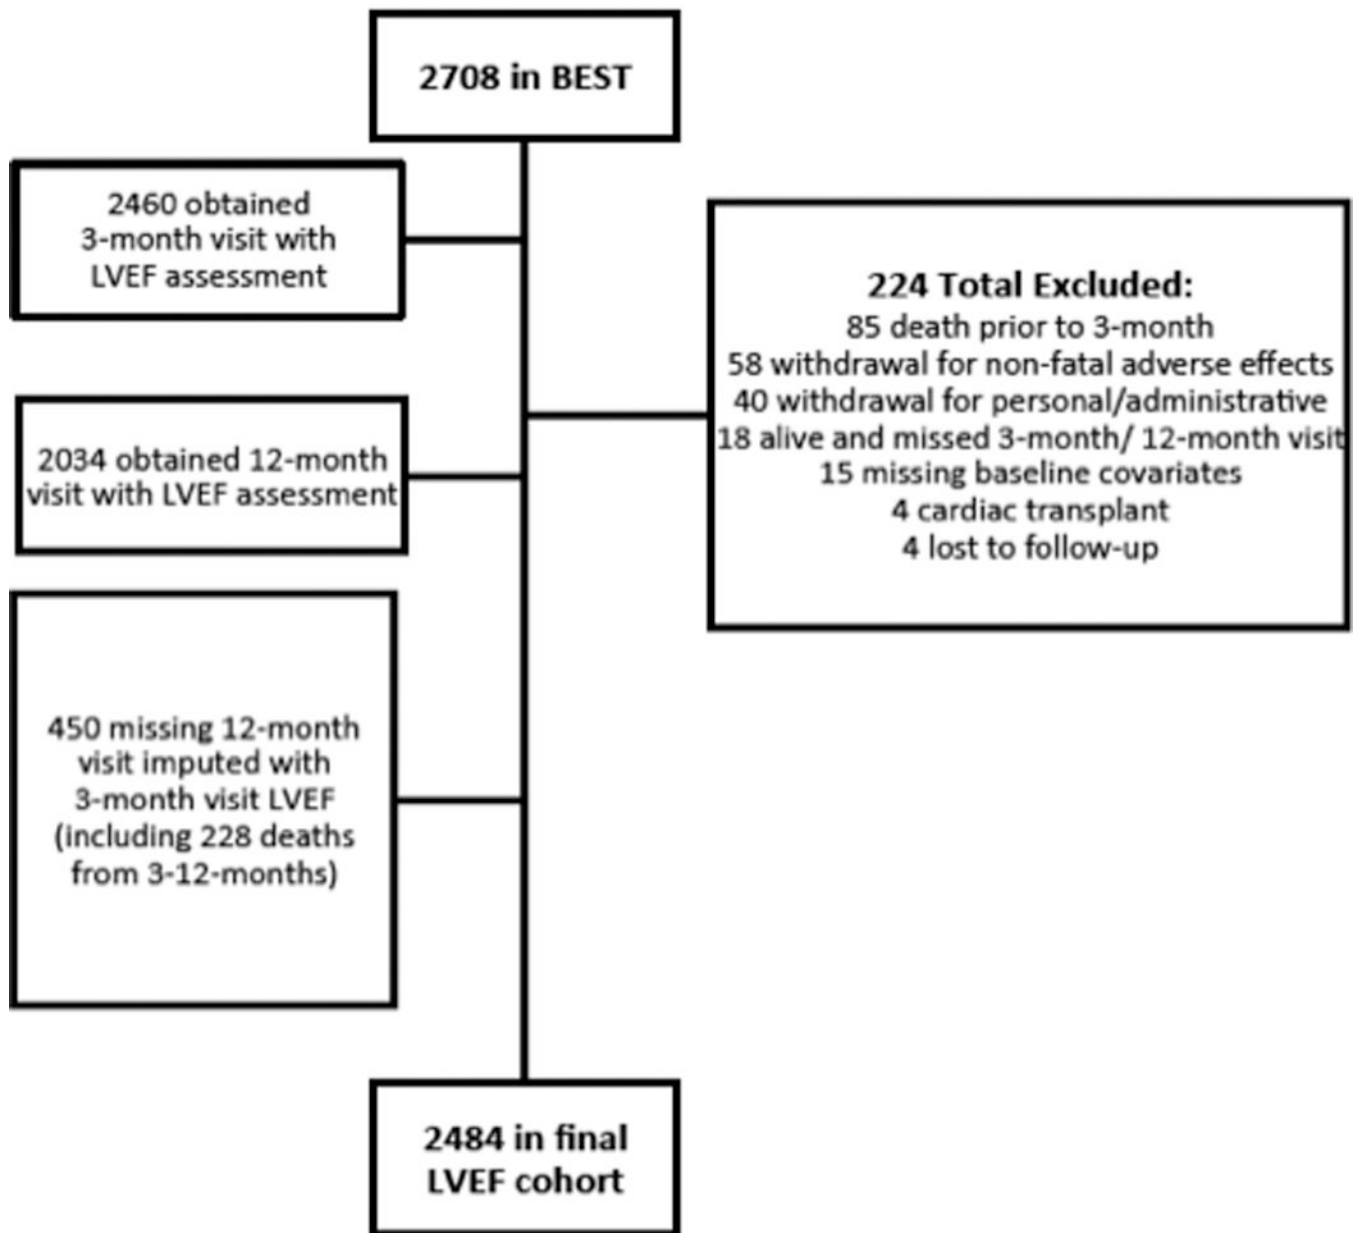 2708 in BEST
2460 obtained
3-month visit with
LVEF assessment
224 Total Excluded:
85 death prior to 3-month
58 withdrawal for non-fatal adverse effects
40 withdrawal for personal/administrative
18 alive and missed 3-month/ 12-month visit
15 missing baseline covariates
4 cardiac transplant
4 lost to follow-up
2034 obtained 12-month
visit with LVEF assessment
450 missing 12-month
visit imputed with
3-month visit LVEF
(including 228 deaths
from 3-12-months)
2484 in final
LVEF cohort